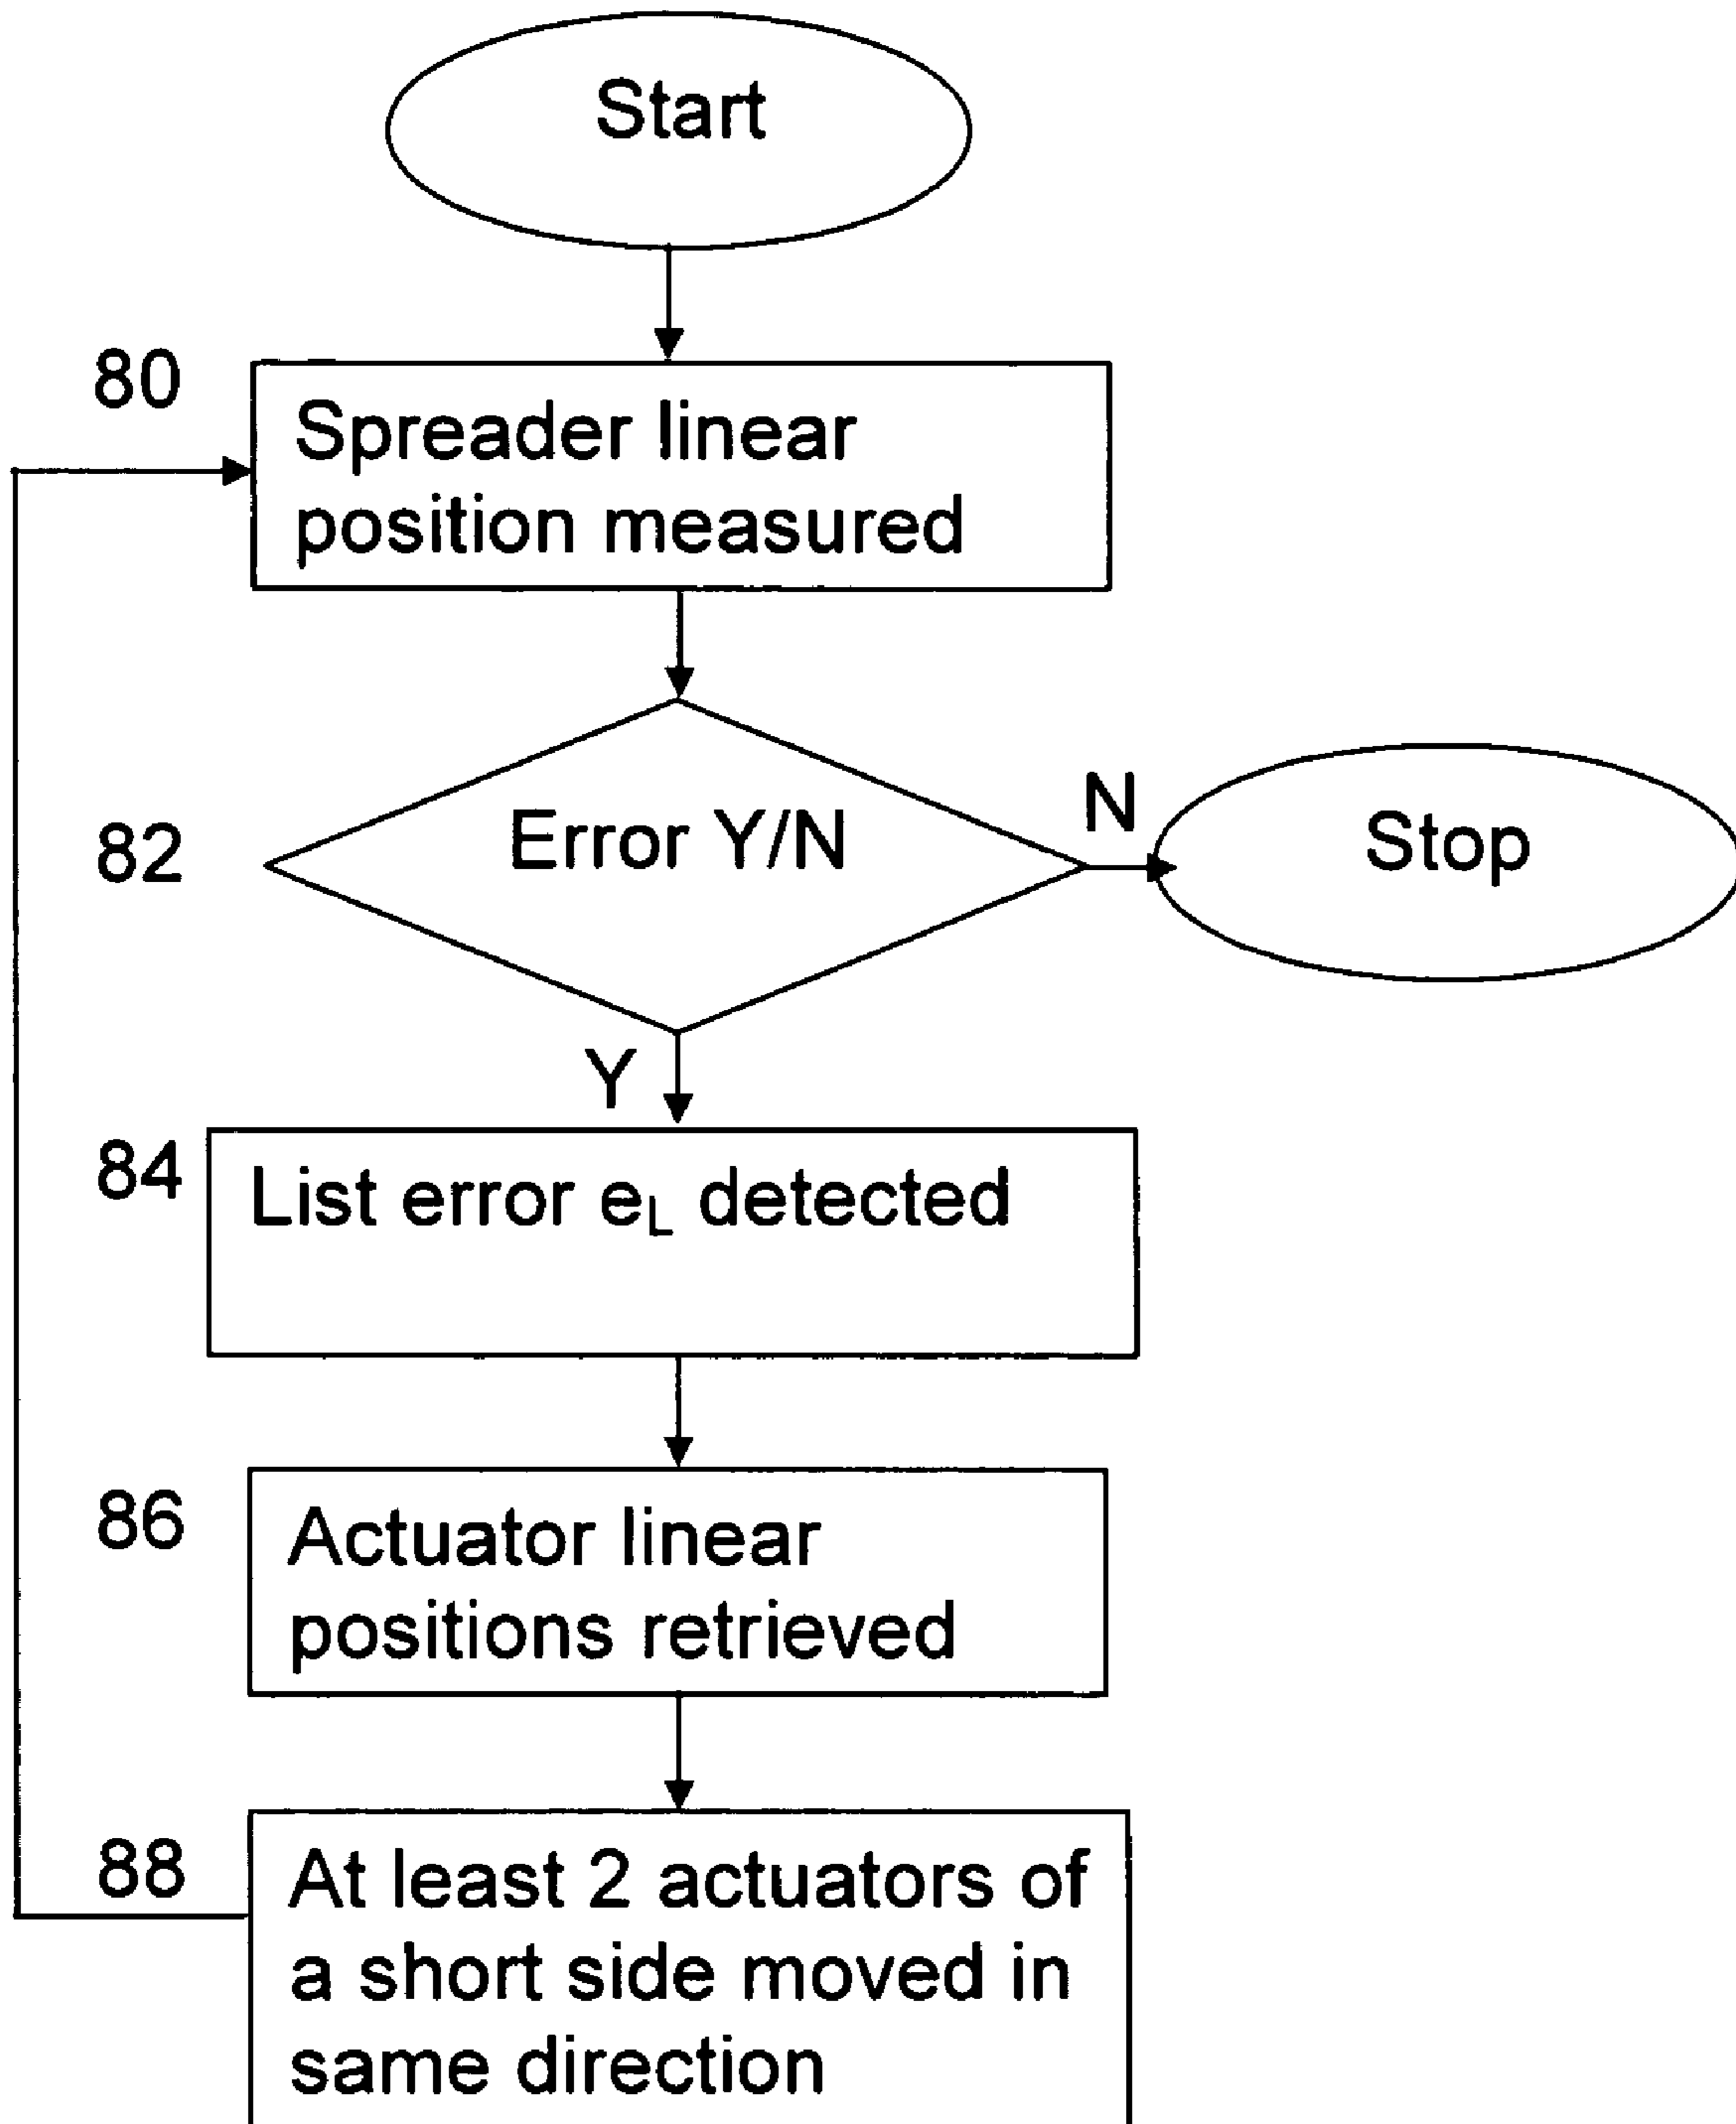 Start
80
Spreader linear
position measured
82
Error Y/N
N
Stop
Y
84
List error eL detected
86
Actuator linear
positions retrieved
88
At least 2 actuators of
a short side moved in
same direction